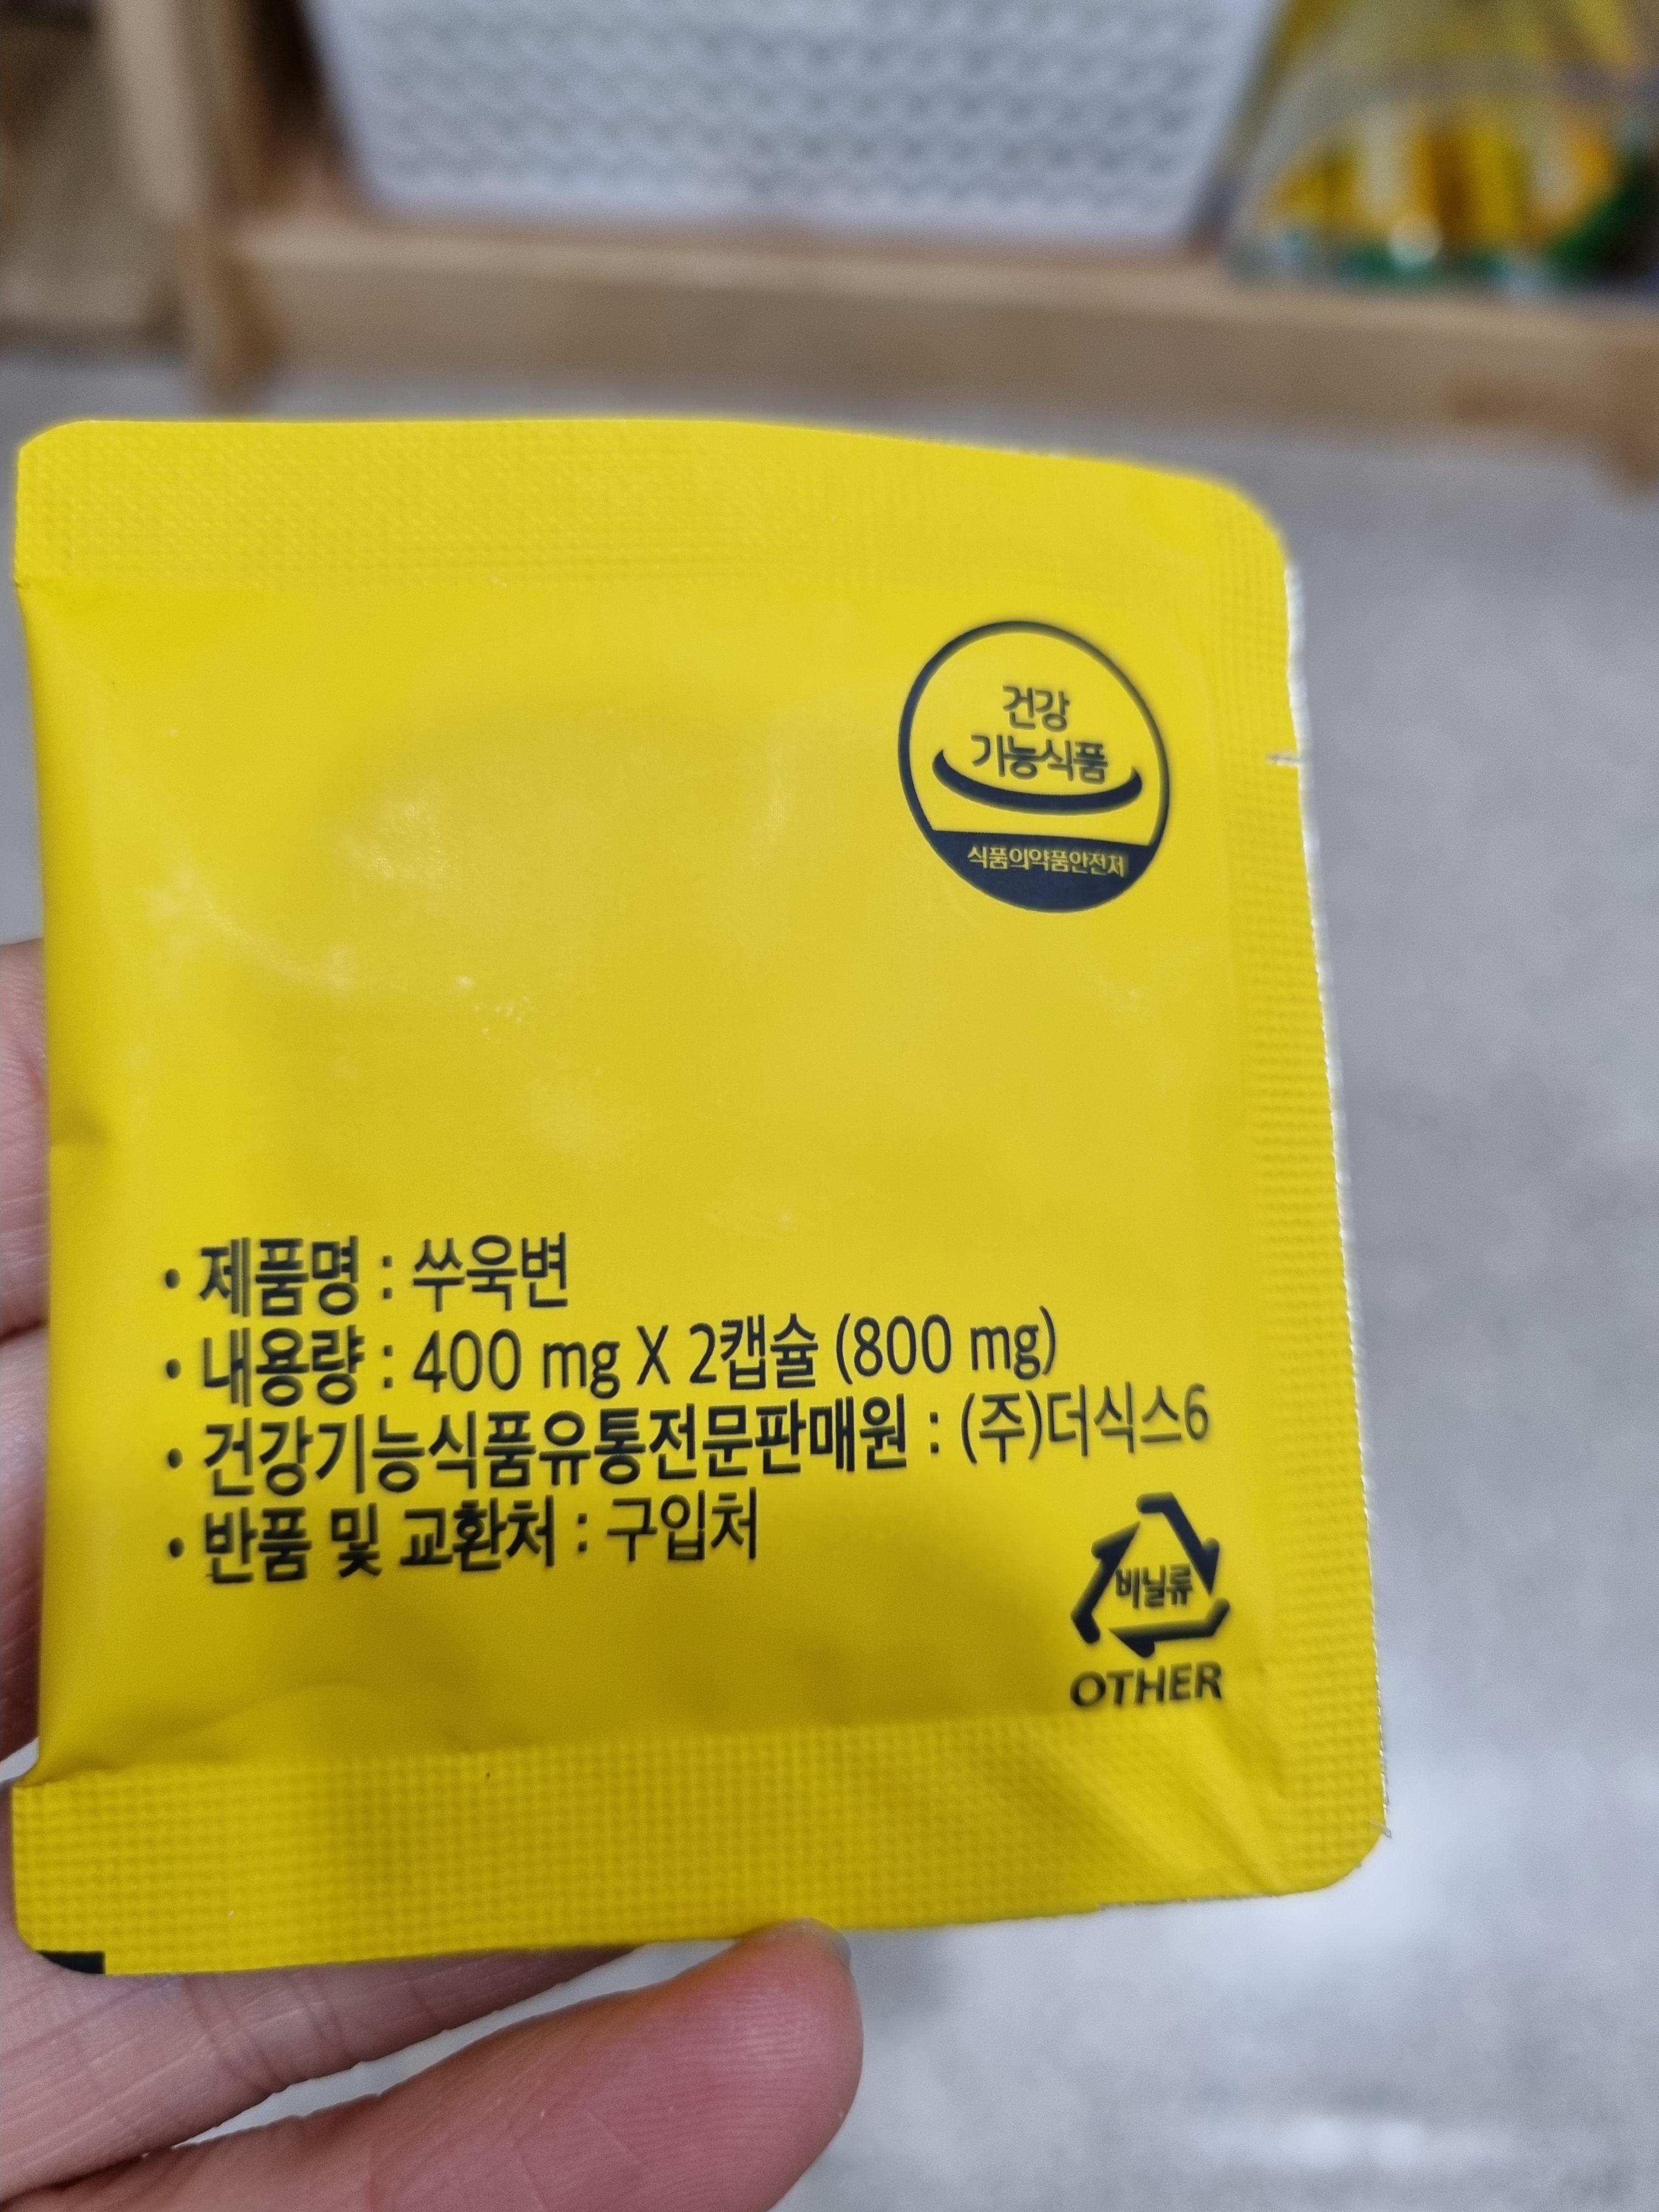 건강
기능식품
식품의약품안전처
• 제품명 : 쑤욱변
• 내용량 : 400 mg X 2캡슐 (800 mg)
• 건강기능식품유통전문판매원 : (주)더식스6
• 반품 및 교환처 : 구입처
비닐류
OTHER